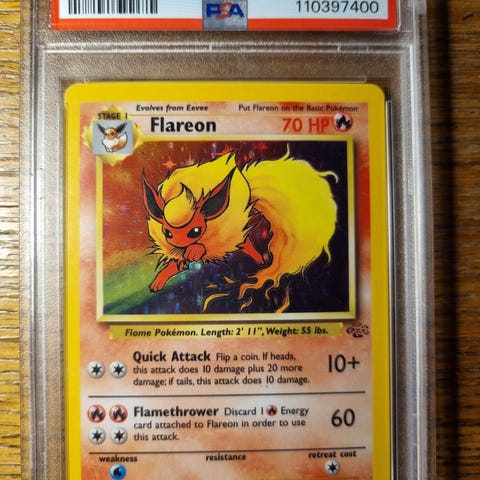 PSA 110397400
Evolves from Eevee Put Flareon on the Basic Pokémon
STAGE 1
Flareon 70 HP
Flame Pokémon. Length: 2' 11", Weight: 55 lbs.
Quick Attack Flip a coin. If heads,
this attack does 10 damage plus 20 more
damage; if tails, this attack does 10 damage.
10+
Flamethrower Discard 1 Energy
card attached to Flareon in order to use
this attack.
60
weakness resistance retreat cost